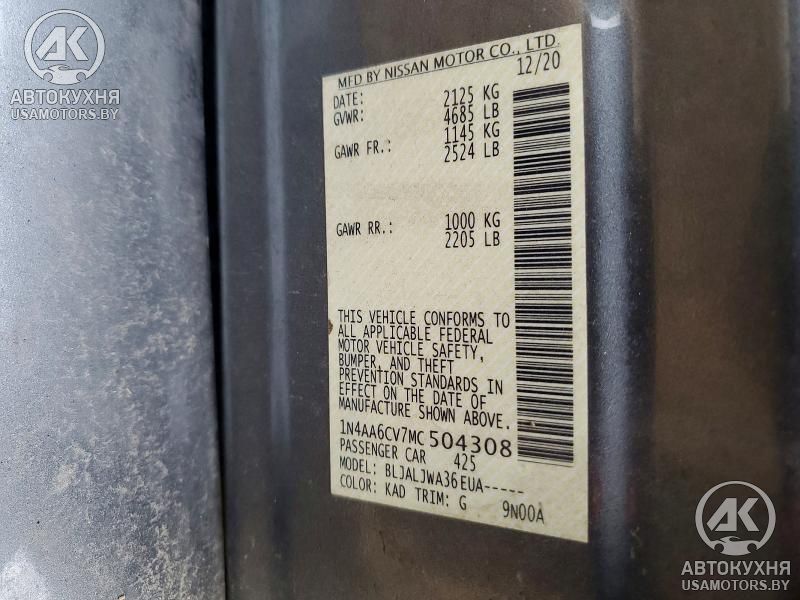 АК
АВТОКУХНЯ
USAMOTORS.BY
MFD BY NISSAN MOTOR CO., LTD.
DATE: 12/20
GVWR: 2125 KG
4685 LB
GAWR FR.: 1145 KG
2524 LB
GAWR RR.: 1000 KG
2205 LB
THIS VEHICLE CONFORMS TO
ALL APPLICABLE FEDERAL
MOTOR VEHICLE SAFETY,
BUMPER, AND THEFT
PREVENTION STANDARDS IN
EFFECT ON THE DATE OF
MANUFACTURE SHOWN ABOVE.
1N4AA6CV7MC504308
PASSENGER CAR 425
MODEL: BLJALJWA36EUA-----
COLOR: KAD TRIM: G 9N00A
АК
АВТОКУХНЯ
USAMOTORS.BY